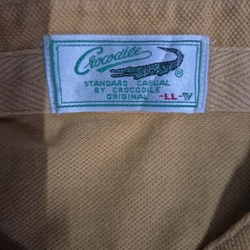 Crocodile
®
STANDARD CASUAL
BY CROCODILE
ORIGINAL -LL-